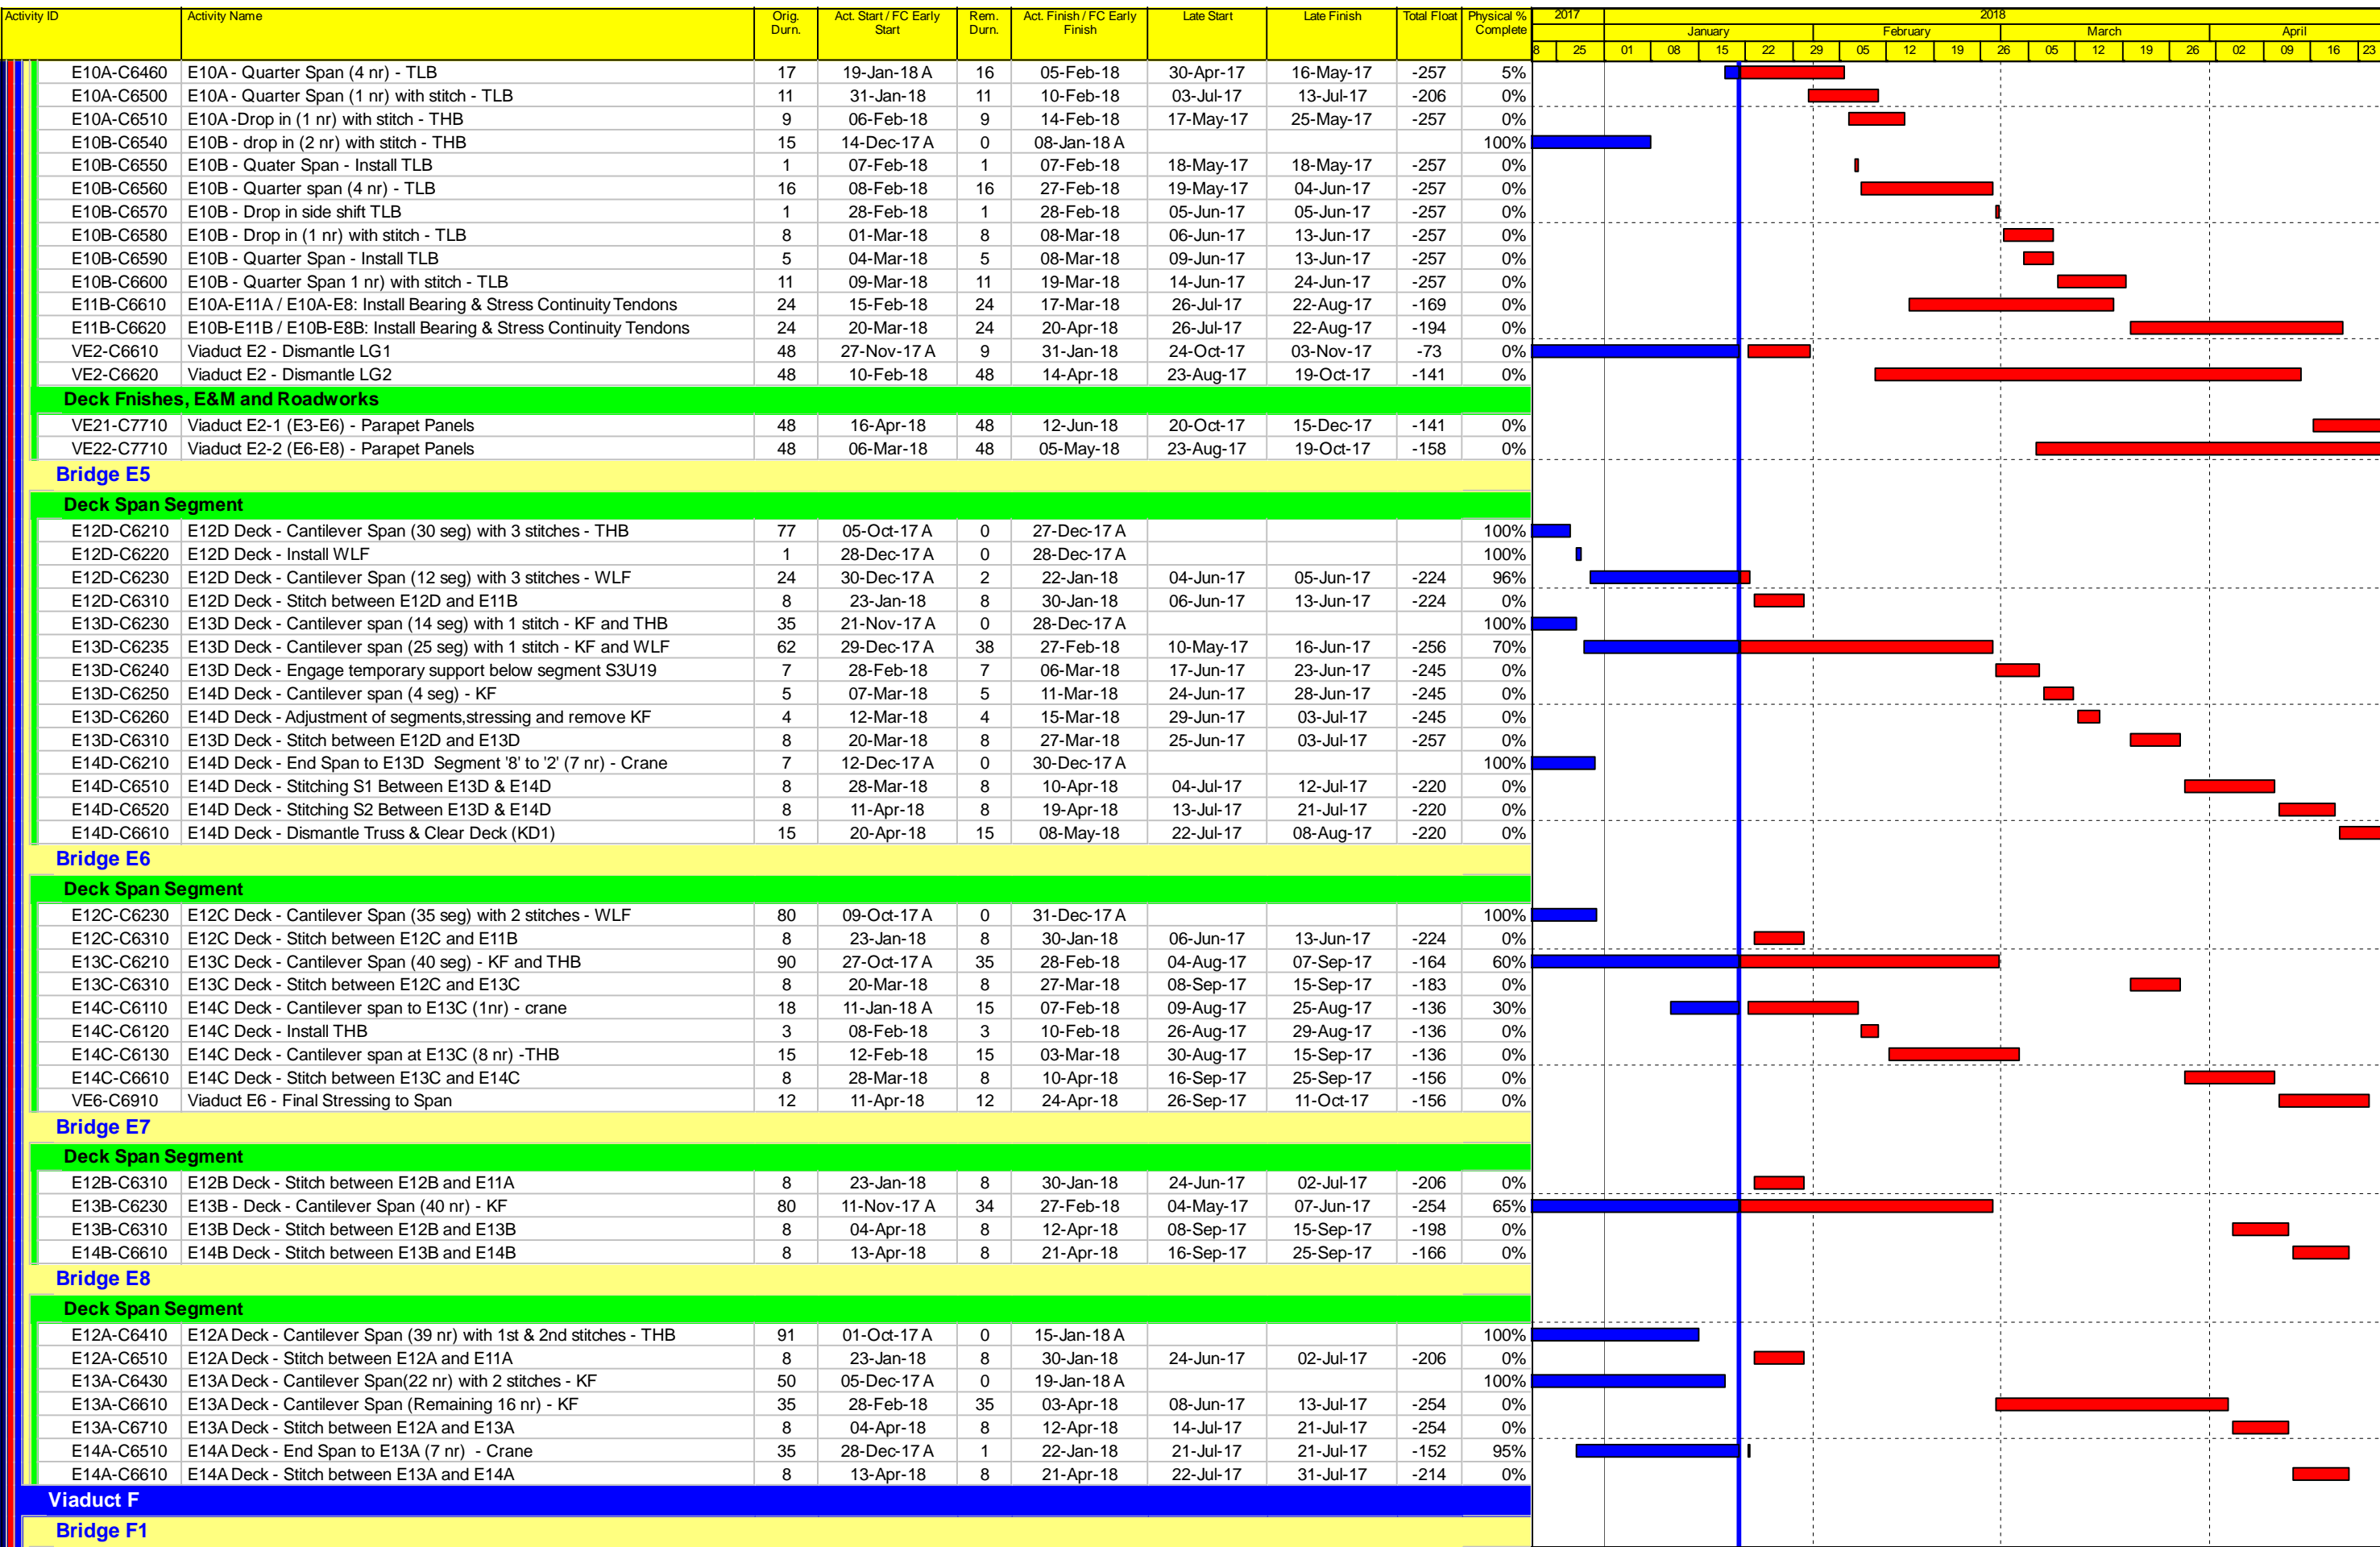 Activity ID Activity Name Orig. Durn. Act. Start / FC Early Start Rem. Durn. Act. Finish / FC Early Finish Late Start Late Finish Total Float Physical % Complete 2017 2018
January February March April
8 25 01 08 15 22 29 05 12 19 26 05 12 19 26 02 09 16 23
E10A-C6460 E10A - Quarter Span (4 nr) - TLB 17 19-Jan-18 A 16 05-Feb-18 30-Apr-17 16-May-17 -257 5%
E10A-C6500 E10A - Quarter Span (1 nr) with stitch - TLB 11 31-Jan-18 11 10-Feb-18 03-Jul-17 13-Jul-17 -206 0%
E10A-C6510 E10A -Drop in (1 nr) with stitch - THB 9 06-Feb-18 9 14-Feb-18 17-May-17 25-May-17 -257 0%
E10B-C6540 E10B - drop in (2 nr) with stitch - THB 15 14-Dec-17 A 0 08-Jan-18 A 100%
E10B-C6550 E10B - Quater Span - Install TLB 1 07-Feb-18 1 07-Feb-18 18-May-17 18-May-17 -257 0%
E10B-C6560 E10B - Quarter span (4 nr) - TLB 16 08-Feb-18 16 27-Feb-18 19-May-17 04-Jun-17 -257 0%
E10B-C6570 E10B - Drop in side shift TLB 1 28-Feb-18 1 28-Feb-18 05-Jun-17 05-Jun-17 -257 0%
E10B-C6580 E10B - Drop in (1 nr) with stitch - TLB 8 01-Mar-18 8 08-Mar-18 06-Jun-17 13-Jun-17 -257 0%
E10B-C6590 E10B - Quarter Span - Install TLB 5 04-Mar-18 5 08-Mar-18 09-Jun-17 13-Jun-17 -257 0%
E10B-C6600 E10B - Quarter Span 1 nr) with stitch - TLB 11 09-Mar-18 11 19-Mar-18 14-Jun-17 24-Jun-17 -257 0%
E11B-C6610 E10A-E11A / E10A-E8: Install Bearing & Stress Continuity Tendons 24 15-Feb-18 24 17-Mar-18 26-Jul-17 22-Aug-17 -169 0%
E11B-C6620 E10B-E11B / E10B-E8B: Install Bearing & Stress Continuity Tendons 24 20-Mar-18 24 20-Apr-18 26-Jul-17 22-Aug-17 -194 0%
VE2-C6610 Viaduct E2 - Dismantle LG1 48 27-Nov-17 A 9 31-Jan-18 24-Oct-17 03-Nov-17 -73 0%
VE2-C6620 Viaduct E2 - Dismantle LG2 48 10-Feb-18 48 14-Apr-18 23-Aug-17 19-Oct-17 -141 0%
Deck Fnishes, E&M and Roadworks
VE21-C7710 Viaduct E2-1 (E3-E6) - Parapet Panels 48 16-Apr-18 48 12-Jun-18 20-Oct-17 15-Dec-17 -141 0%
VE22-C7710 Viaduct E2-2 (E6-E8) - Parapet Panels 48 06-Mar-18 48 05-May-18 23-Aug-17 19-Oct-17 -158 0%
Bridge E5
Deck Span Segment
E12D-C6210 E12D Deck - Cantilever Span (30 seg) with 3 stitches - THB 77 05-Oct-17 A 0 27-Dec-17 A 100%
E12D-C6220 E12D Deck - Install WLF 1 28-Dec-17 A 0 28-Dec-17 A 100%
E12D-C6230 E12D Deck - Cantilever Span (12 seg) with 3 stitches - WLF 24 30-Dec-17 A 2 22-Jan-18 04-Jun-17 05-Jun-17 -224 96%
E12D-C6310 E12D Deck - Stitch between E12D and E11B 8 23-Jan-18 8 30-Jan-18 06-Jun-17 13-Jun-17 -224 0%
E13D-C6230 E13D Deck - Cantilever span (14 seg) with 1 stitch - KF and THB 35 21-Nov-17 A 0 28-Dec-17 A 100%
E13D-C6235 E13D Deck - Cantilever span (25 seg) with 1 stitch - KF and WLF 62 29-Dec-17 A 38 27-Feb-18 10-May-17 16-Jun-17 -256 70%
E13D-C6240 E13D Deck - Engage temporary support below segment S3U19 7 28-Feb-18 7 06-Mar-18 17-Jun-17 23-Jun-17 -245 0%
E13D-C6250 E14D Deck - Cantilever span (4 seg) - KF 5 07-Mar-18 5 11-Mar-18 24-Jun-17 28-Jun-17 -245 0%
E13D-C6260 E14D Deck - Adjustment of segments,stressing and remove KF 4 12-Mar-18 4 15-Mar-18 29-Jun-17 03-Jul-17 -245 0%
E13D-C6310 E13D Deck - Stitch between E12D and E13D 8 20-Mar-18 8 27-Mar-18 25-Jun-17 03-Jul-17 -257 0%
E14D-C6210 E14D Deck - End Span to E13D Segment '8' to '2' (7 nr) - Crane 7 12-Dec-17 A 0 30-Dec-17 A 100%
E14D-C6510 E14D Deck - Stitching S1 Between E13D & E14D 8 28-Mar-18 8 10-Apr-18 04-Jul-17 12-Jul-17 -220 0%
E14D-C6520 E14D Deck - Stitching S2 Between E13D & E14D 8 11-Apr-18 8 19-Apr-18 13-Jul-17 21-Jul-17 -220 0%
E14D-C6610 E14D Deck - Dismantle Truss & Clear Deck (KD1) 15 20-Apr-18 15 08-May-18 22-Jul-17 08-Aug-17 -220 0%
Bridge E6
Deck Span Segment
E12C-C6230 E12C Deck - Cantilever Span (35 seg) with 2 stitches - WLF 80 09-Oct-17 A 0 31-Dec-17 A 100%
E12C-C6310 E12C Deck - Stitch between E12C and E11B 8 23-Jan-18 8 30-Jan-18 06-Jun-17 13-Jun-17 -224 0%
E13C-C6210 E13C Deck - Cantilever Span (40 seg) - KF and THB 90 27-Oct-17 A 35 28-Feb-18 04-Aug-17 07-Sep-17 -164 60%
E13C-C6310 E13C Deck - Stitch between E12C and E13C 8 20-Mar-18 8 27-Mar-18 08-Sep-17 15-Sep-17 -183 0%
E14C-C6110 E14C Deck - Cantilever span to E13C (1nr) - crane 18 11-Jan-18 A 15 07-Feb-18 09-Aug-17 25-Aug-17 -136 30%
E14C-C6120 E14C Deck - Install THB 3 08-Feb-18 3 10-Feb-18 26-Aug-17 29-Aug-17 -136 0%
E14C-C6130 E14C Deck - Cantilever span at E13C (8 nr) -THB 15 12-Feb-18 15 03-Mar-18 30-Aug-17 15-Sep-17 -136 0%
E14C-C6610 E14C Deck - Stitch between E13C and E14C 8 28-Mar-18 8 10-Apr-18 16-Sep-17 25-Sep-17 -156 0%
VE6-C6910 Viaduct E6 - Final Stressing to Span 12 11-Apr-18 12 24-Apr-18 26-Sep-17 11-Oct-17 -156 0%
Bridge E7
Deck Span Segment
E12B-C6310 E12B Deck - Stitch between E12B and E11A 8 23-Jan-18 8 30-Jan-18 24-Jun-17 02-Jul-17 -206 0%
E13B-C6230 E13B - Deck - Cantilever Span (40 nr) - KF 80 11-Nov-17 A 34 27-Feb-18 04-May-17 07-Jun-17 -254 65%
E13B-C6310 E13B Deck - Stitch between E12B and E13B 8 04-Apr-18 8 12-Apr-18 08-Sep-17 15-Sep-17 -198 0%
E14B-C6610 E14B Deck - Stitch between E13B and E14B 8 13-Apr-18 8 21-Apr-18 16-Sep-17 25-Sep-17 -166 0%
Bridge E8
Deck Span Segment
E12A-C6410 E12A Deck - Cantilever Span (39 nr) with 1st & 2nd stitches - THB 91 01-Oct-17 A 0 15-Jan-18 A 100%
E12A-C6510 E12A Deck - Stitch between E12A and E11A 8 23-Jan-18 8 30-Jan-18 24-Jun-17 02-Jul-17 -206 0%
E13A-C6430 E13A Deck - Cantilever Span(22 nr) with 2 stitches - KF 50 05-Dec-17 A 0 19-Jan-18 A 100%
E13A-C6610 E13A Deck - Cantilever Span (Remaining 16 nr) - KF 35 28-Feb-18 35 03-Apr-18 08-Jun-17 13-Jul-17 -254 0%
E13A-C6710 E13A Deck - Stitch between E12A and E13A 8 04-Apr-18 8 12-Apr-18 14-Jul-17 21-Jul-17 -254 0%
E14A-C6510 E14A Deck - End Span to E13A (7 nr) - Crane 35 28-Dec-17 A 1 22-Jan-18 21-Jul-17 21-Jul-17 -152 95%
E14A-C6610 E14A Deck - Stitch between E13A and E14A 8 13-Apr-18 8 21-Apr-18 22-Jul-17 31-Jul-17 -214 0%
Viaduct F
Bridge F1